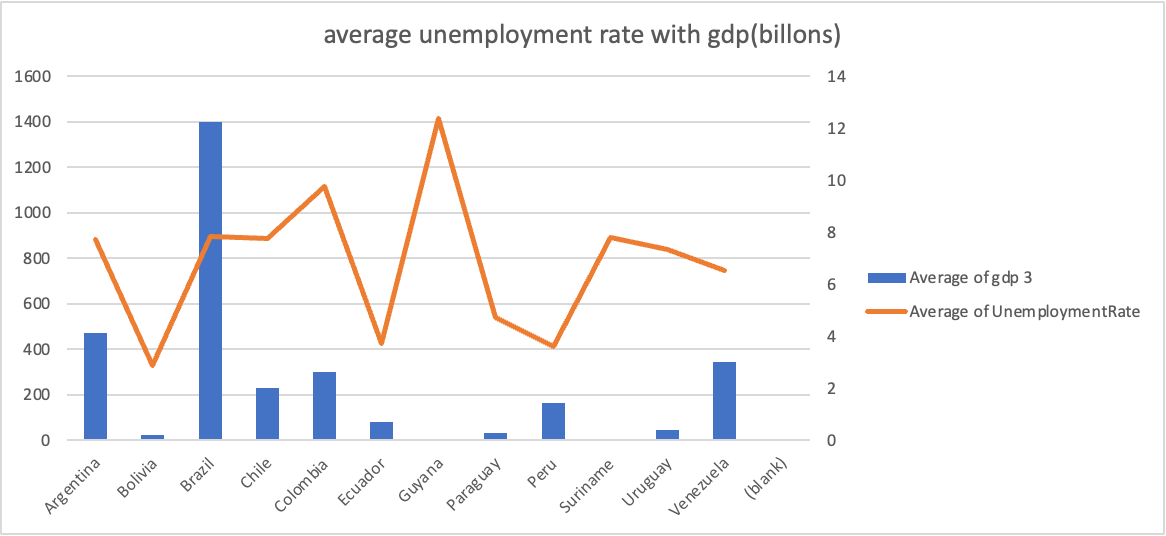 average unemployment rate with gdp(billons)
1600
1400
1200
1000
800
600
400
200
0
14
12
10
8
6
4
2
0
Argentina
Bolivia
Brazil
Chile
Colombia
Ecuador
Guyana
Paraguay
Peru
Suriname
Uruguay
Venezuela
(blank)
Average of gdp 3
Average of UnemploymentRate